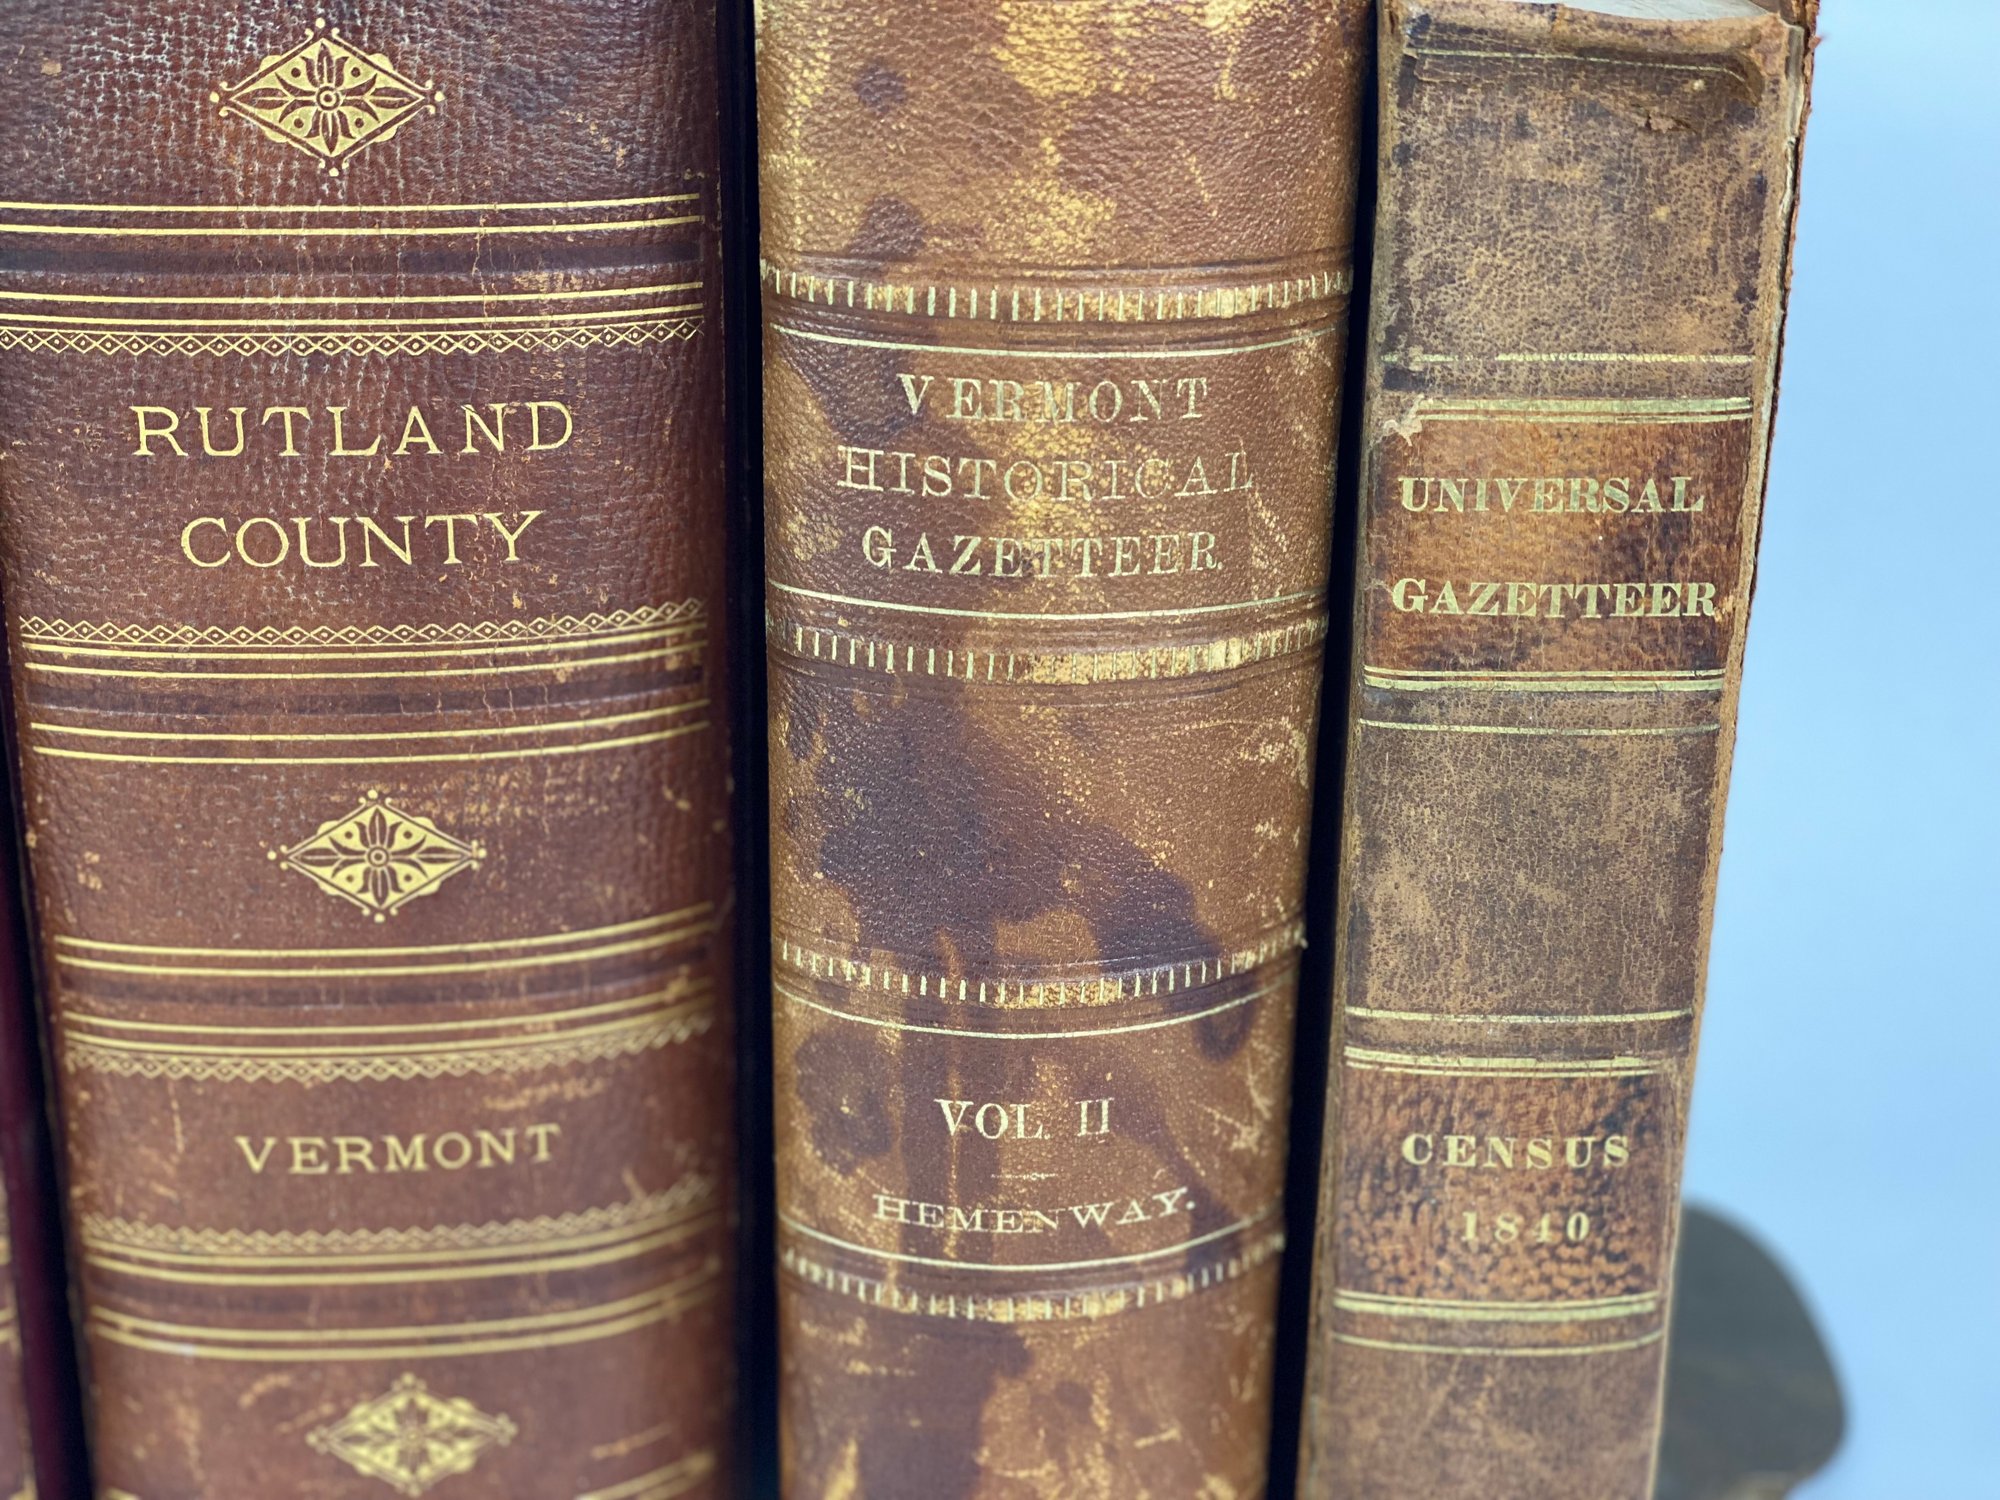 RUTLAND
COUNTY
VERMONT
VERMONT
HISTORICAL
GAZETTEER.
VOL. II
HEMENWAY.
UNIVERSAL
GAZETTEER
CENSUS
1840